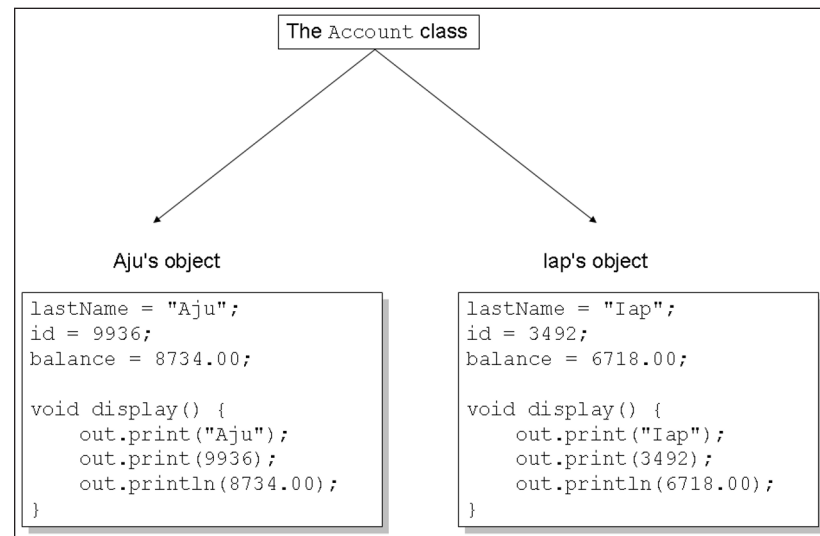 The Account class
Aju's object
lastName = "Aju";
id = 9936;
balance = 8734.00;
void display() {
    out.print("Aju");
    out.print(9936);
    out.println(8734.00);
}
Iap's object
lastName = "Iap";
id = 3492;
balance = 6718.00;
void display() {
    out.print("Iap");
    out.print(3492);
    out.println(6718.00);
}